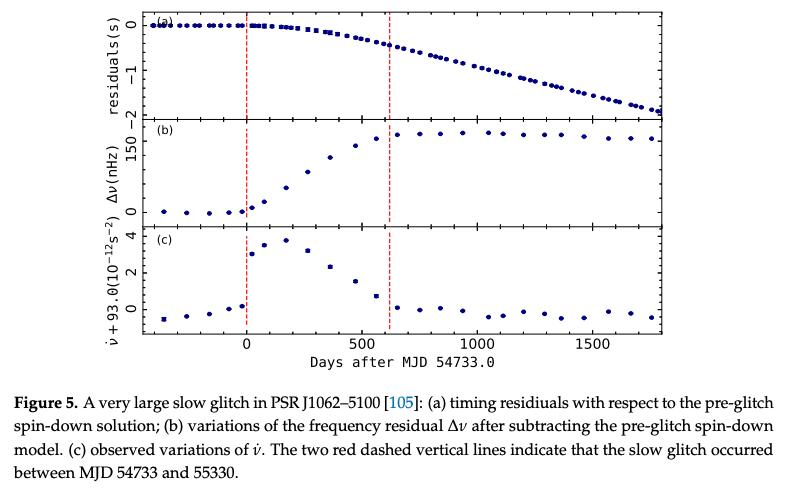 (a)
residuals(s)
0
−1
−2
(b)
Δν(nHz)
150
0
(c)
ν̇ + 93.0(10⁻¹²s⁻²)
4
2
0
0 500 1000 1500
Days after MJD 54733.0
Figure 5. A very large slow glitch in PSR J1062–5100 [105]: (a) timing residiuals with respect to the pre-glitch
spin-down solution; (b) variations of the frequency residual Δν after subtracting the pre-glitch spin-down
model. (c) observed variations of ν̇. The two red dashed vertical lines indicate that the slow glitch occurred
between MJD 54733 and 55330.